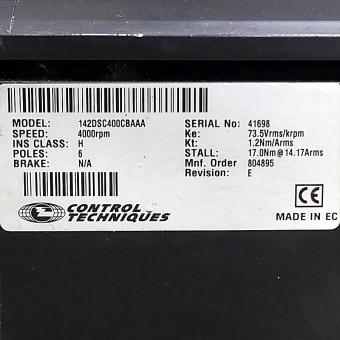 MODEL: 142DSC400CBAAA
SPEED: 4000rpm
INS CLASS: H
POLES: 6
BRAKE: N/A
SERIAL No: 41698
Ke: 73.5Vrms/krpm
Kt: 1.2Nm/Arms
STALL: 17.0Nm@14.17Arms
Mnf. Order 804895
Revision: E
CONTROL
TECHNIQUES
CE
MADE IN EC